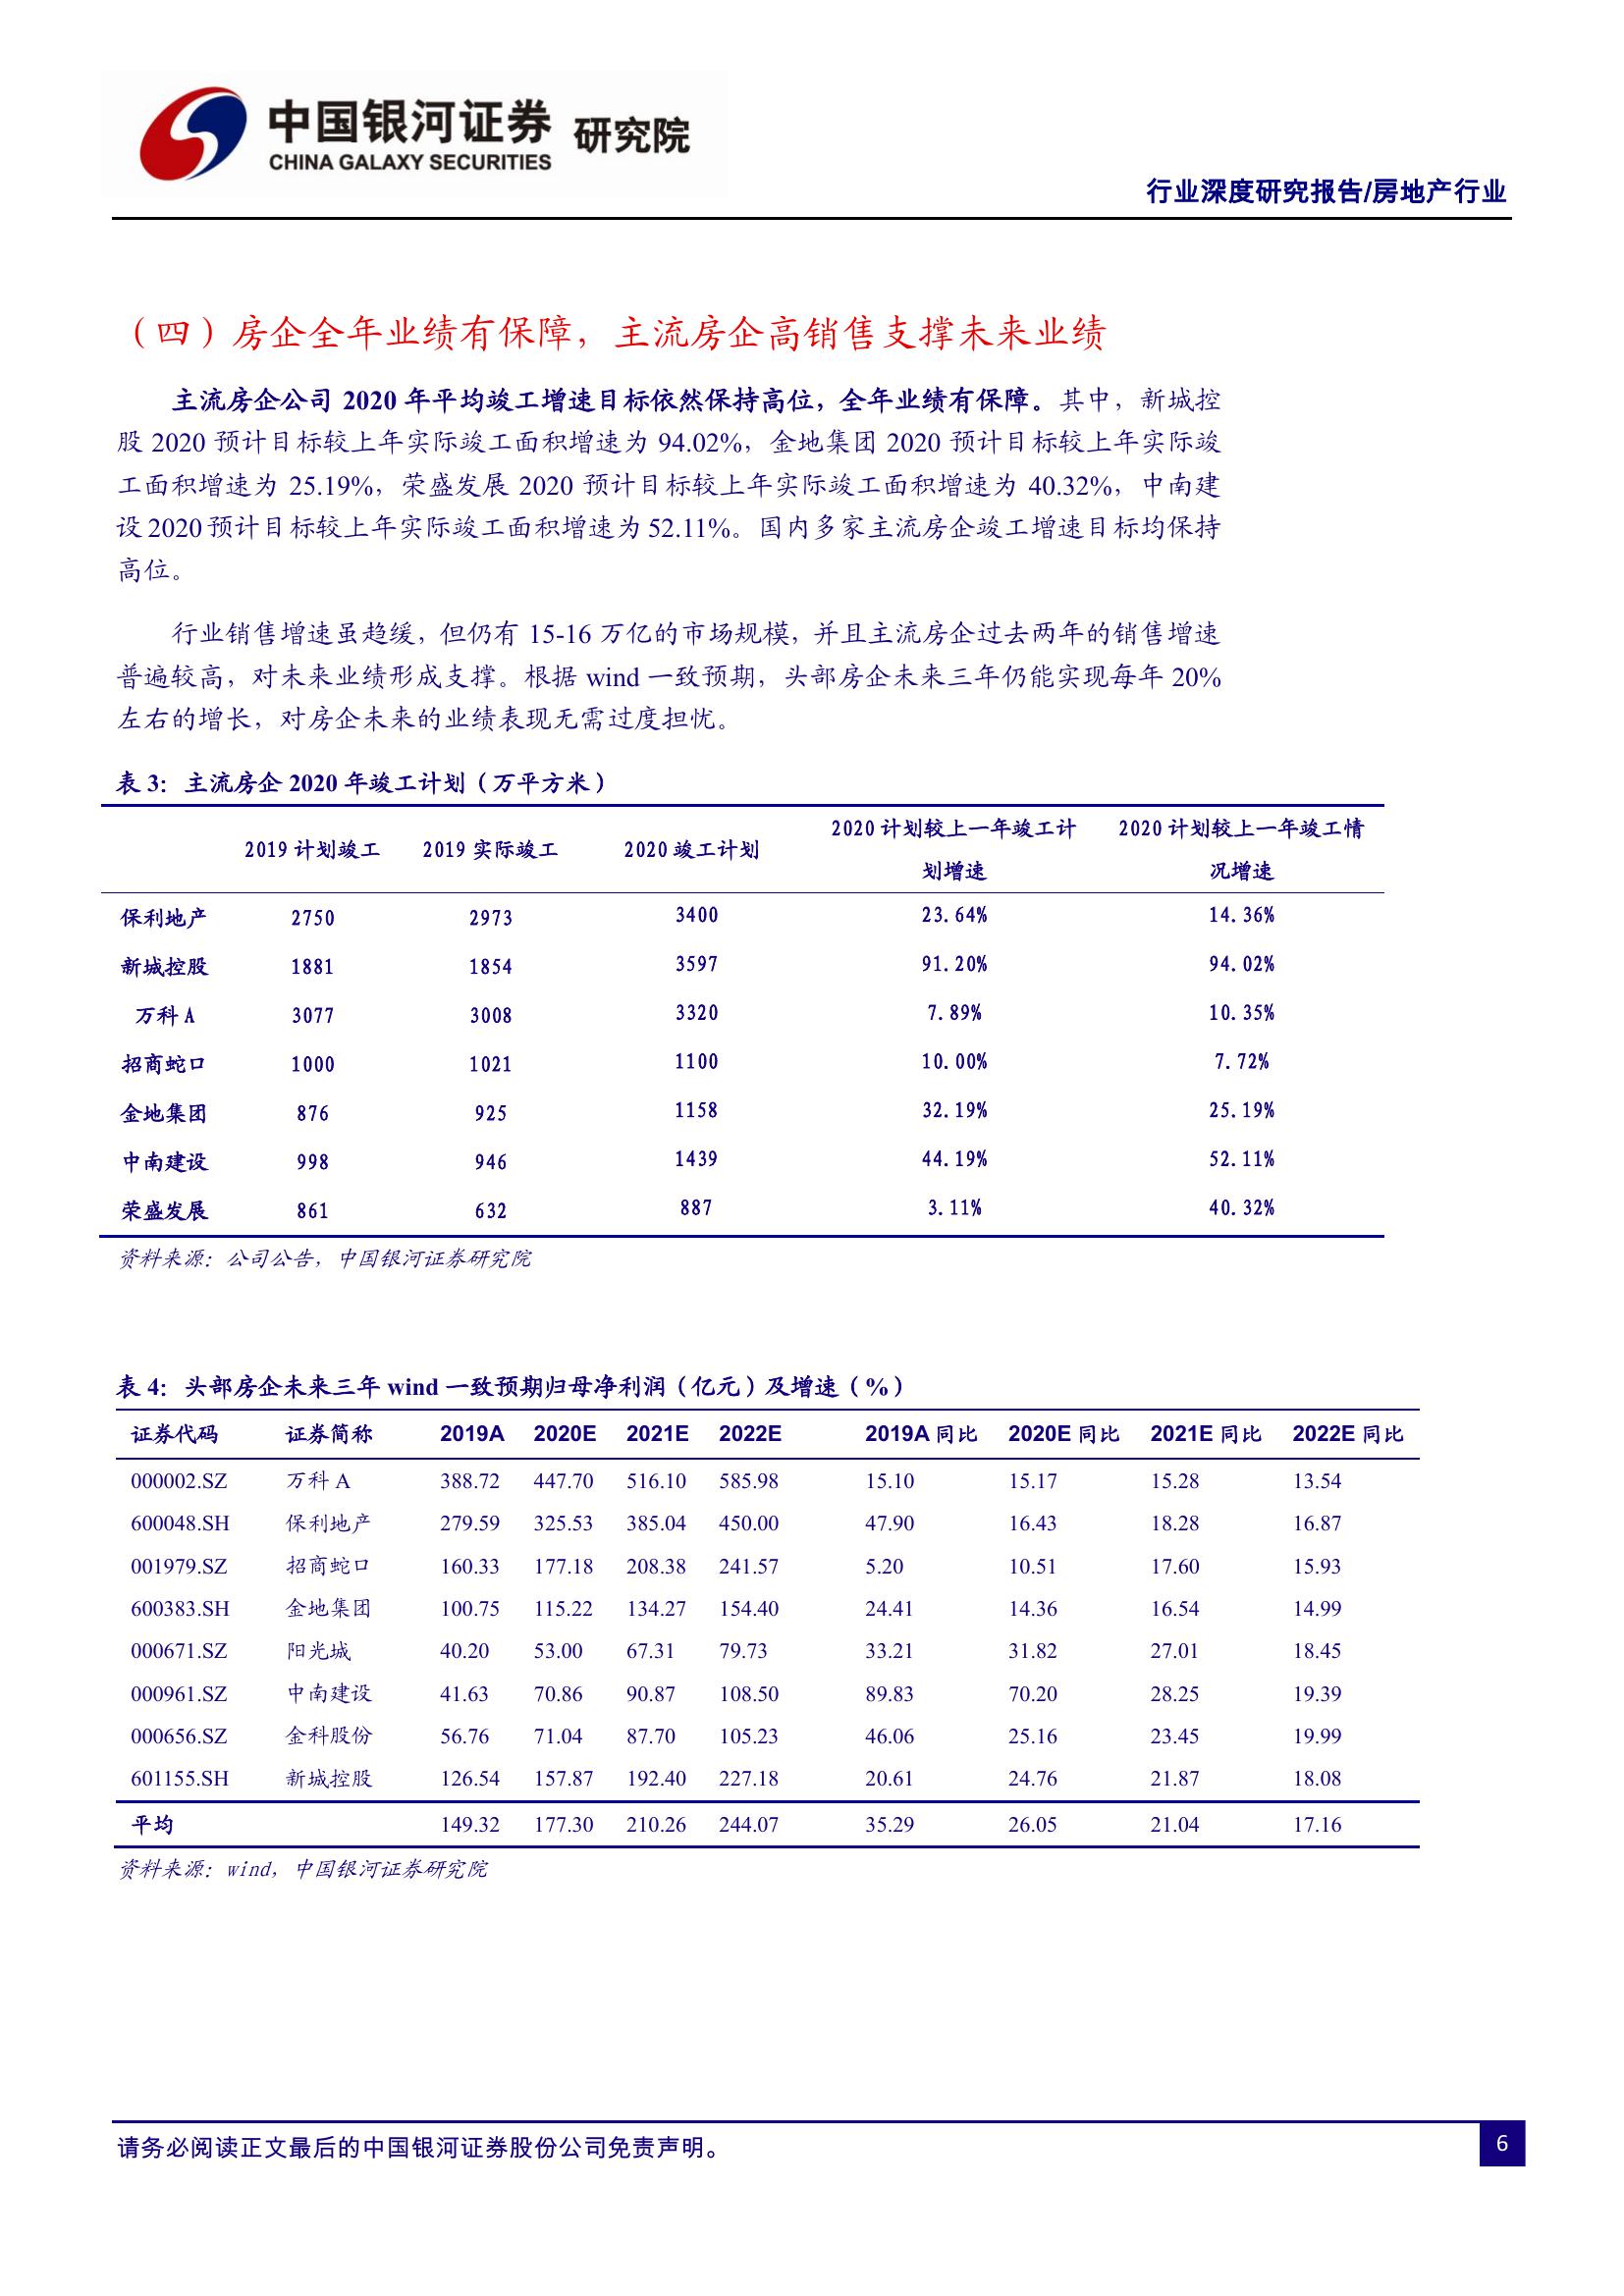 中国银河证券 研究院
CHINA GALAXY SECURITIES
行业深度研究报告/房地产行业
（四）房企全年业绩有保障，主流房企高销售支撑未来业绩
主流房企公司 2020 年平均竣工增速目标依然保持高位，全年业绩有保障。其中，新城控
股 2020 预计目标较上年实际竣工面积增速为 94.02%，金地集团 2020 预计目标较上年实际竣
工面积增速为 25.19%，荣盛发展 2020 预计目标较上年实际竣工面积增速为 40.32%，中南建
设 2020 预计目标较上年实际竣工面积增速为 52.11%。国内多家主流房企竣工增速目标均保持
高位。
行业销售增速虽趋缓，但仍有 15-16 万亿的市场规模，并且主流房企过去两年的销售增速
普遍较高，对未来业绩形成支撑。根据 wind 一致预期，头部房企未来三年仍能实现每年 20%
左右的增长，对房企未来的业绩表现无需过度担忧。
表 3：主流房企 2020 年竣工计划（万平方米）
2019 计划竣工 2019 实际竣工 2020 竣工计划 2020 计划较上一年竣工计划增速 2020 计划较上一年竣工情况增速
保利地产 2750 2973 3400 23.64% 14.36%
新城控股 1881 1854 3597 91.20% 94.02%
万科 A 3077 3008 3320 7.89% 10.35%
招商蛇口 1000 1021 1100 10.00% 7.72%
金地集团 876 925 1158 32.19% 25.19%
中南建设 998 946 1439 44.19% 52.11%
荣盛发展 861 632 887 3.11% 40.32%
资料来源：公司公告，中国银河证券研究院
表 4：头部房企未来三年 wind 一致预期归母净利润（亿元）及增速（%）
证券代码 证券简称 2019A 2020E 2021E 2022E 2019A 同比 2020E 同比 2021E 同比 2022E 同比
000002.SZ 万科 A 388.72 447.70 516.10 585.98 15.10 15.17 15.28 13.54
600048.SH 保利地产 279.59 325.53 385.04 450.00 47.90 16.43 18.28 16.87
001979.SZ 招商蛇口 160.33 177.18 208.38 241.57 5.20 10.51 17.60 15.93
600383.SH 金地集团 100.75 115.22 134.27 154.40 24.41 14.36 16.54 14.99
000671.SZ 阳光城 40.20 53.00 67.31 79.73 33.21 31.82 27.01 18.45
000961.SZ 中南建设 41.63 70.86 90.87 108.50 89.83 70.20 28.25 19.39
000656.SZ 金科股份 56.76 71.04 87.70 105.23 46.06 25.16 23.45 19.99
601155.SH 新城控股 126.54 157.87 192.40 227.18 20.61 24.76 21.87 18.08
平均 149.32 177.30 210.26 244.07 35.29 26.05 21.04 17.16
资料来源：wind，中国银河证券研究院
请务必阅读正文最后的中国银河证券股份公司免责声明。
6